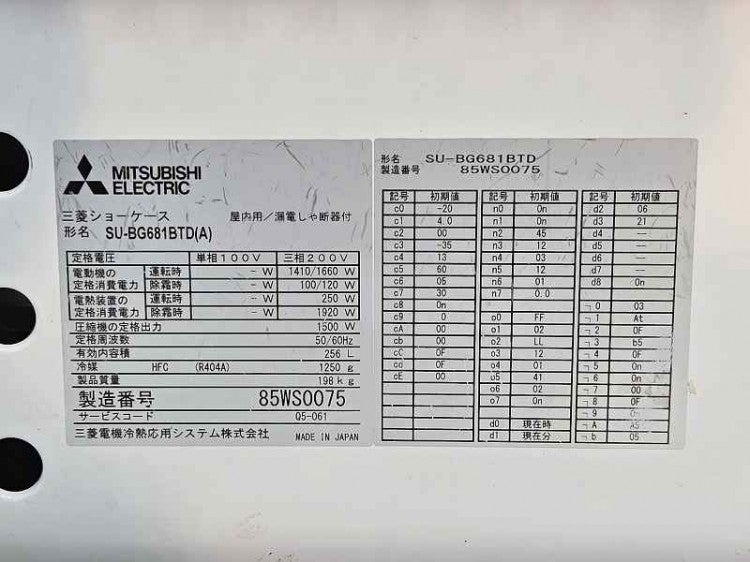 MITSUBISHI
ELECTRIC
三菱ショーケース 屋内用／漏電しゃ断器付
形名 SU-BG681BTD(A)
定格電圧 単相100V 三相200V
電動機の 運転時 - W 1410/1660 W
定格消費電力 除霜時 - W 100/120 W
電熱装置の 運転時 - W 250 W
定格消費電力 除霜時 - W 1920 W
圧縮機の定格出力 1500 W
定格周波数 50/60Hz
有効内容積 256 L
冷媒 HFC (R404A) 1250g
製品質量 198kg
製造番号 85WS0075
サービスコード Q5-061
三菱電機冷熱応用システム株式会社 MADE IN JAPAN
形名 SU-BG681BTD
製造番号 85WS0075
記号 初期値 記号 初期値 記号 初期値
c0 -20 n0 0n d2 06
c1 4.0 n1 0n d3 21
c2 00 n2 45 d4 --
c3 -35 n3 12 d5 --
c4 13 n4 03 d6 --
c5 60 n5 12 d7 --
c6 05 n6 01 d8 0n
c7 30 n7 0.0
c8 0n ┐0 03
c9 0 o0 FF ┐1 At
cA 00 o1 02 ┐2 0F
cb 00 o2 LL ┐3 b5
cC 0F o3 12 ┐4 0F
cd 0F o4 01 ┐5 0n
cE 00 o5 41 ┐6 0n
o6 02 ┐7 00
o7 0n ┐8 0F
┐9
d0 現在時 ┐A
d1 現在分 ┐b 05